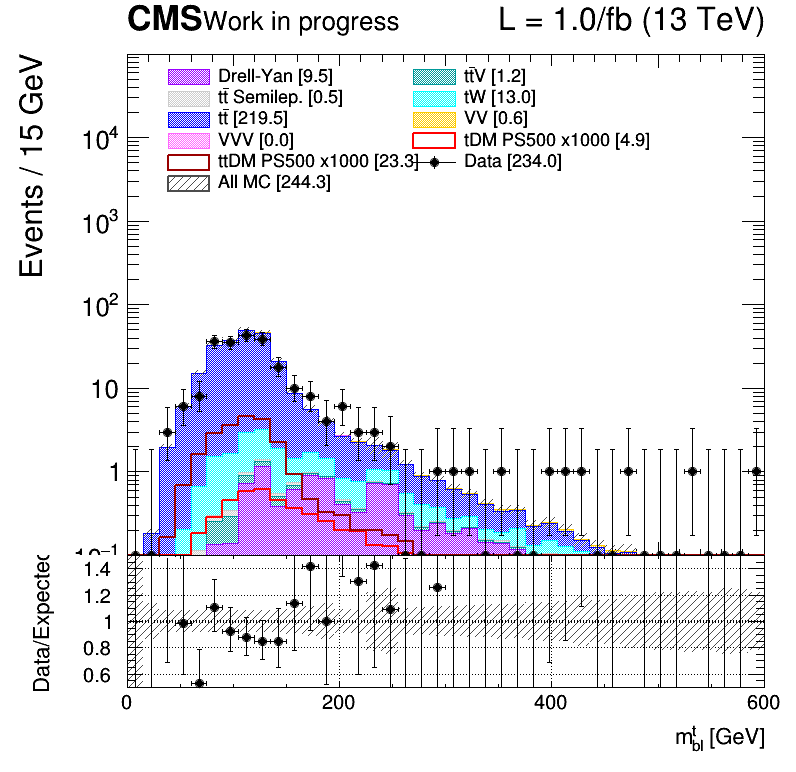 CMS Work in progress L = 1.0/fb (13 TeV)
Events / 15 GeV
Drell-Yan [9.5] tt̄V [1.2]
tt̄ Semilep. [0.5] tW [13.0]
tt̄ [219.5] VV [0.6]
VVV [0.0] tDM PS500 x1000 [4.9]
ttDM PS500 x1000 [23.3] Data [234.0]
All MC [244.3]
10⁴
10³
10²
10
1
10⁻¹
Data/Expected
1.4
1.2
1
0.8
0.6
0 200 400 600
m^t_bl [GeV]